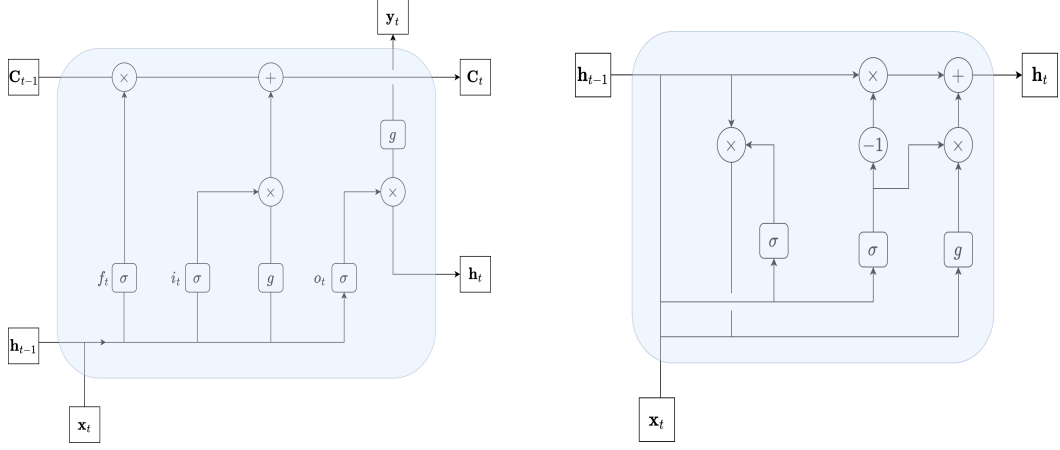 y_t
C_{t-1}
×
+
C_t
g
×
×
f_t σ
i_t σ
g
o_t σ
h_t
h_{t-1}
x_t
h_{t-1}
×
+
h_t
×
−1
×
σ
σ
g
x_t